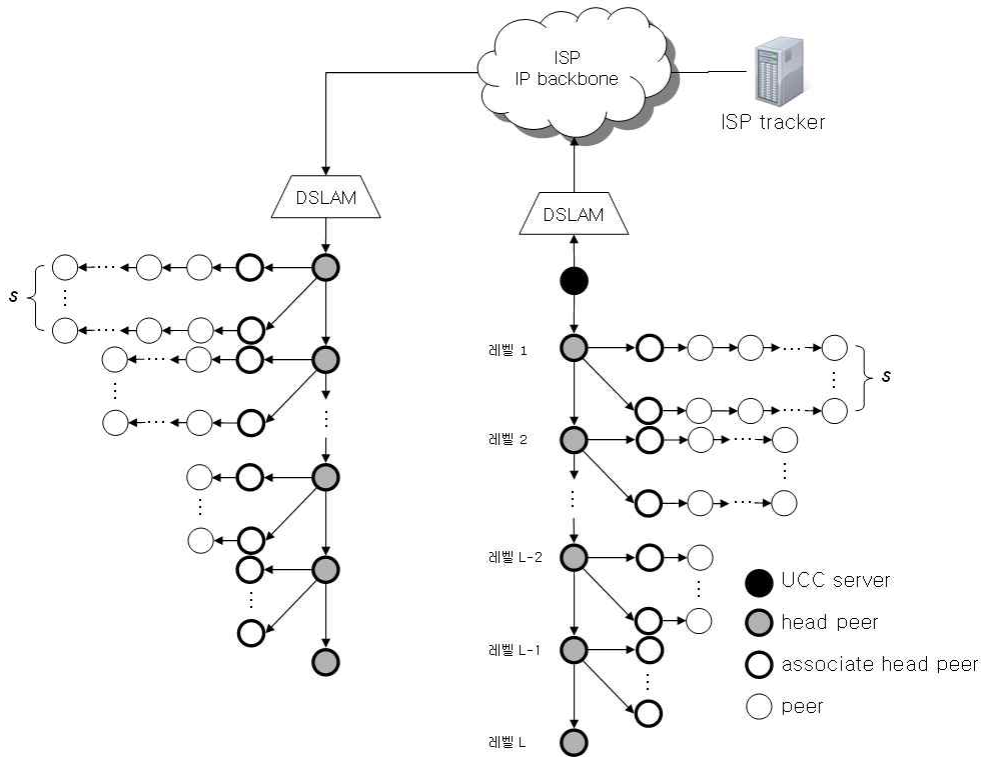 ISP
IP backbone
ISP tracker
DSLAM
DSLAM
s
레벨 1
s
레벨 2
레벨 L-2
레벨 L-1
레벨 L
UCC server
head peer
associate head peer
peer